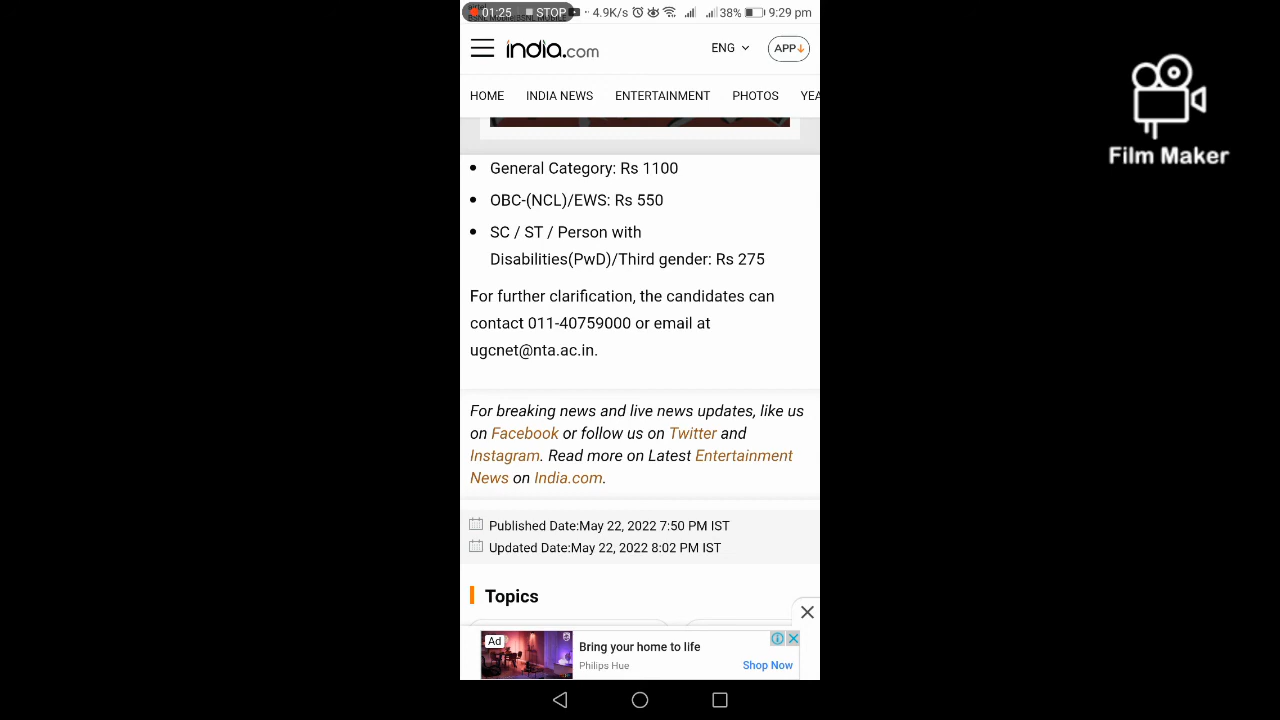 01:25 STOP 4.9K/s 38% 9:29 pm
india.com ENG APP
HOME INDIA NEWS ENTERTAINMENT PHOTOS YEA
Film Maker
• General Category: Rs 1100
• OBC-(NCL)/EWS: Rs 550
• SC / ST / Person with
Disabilities(PwD)/Third gender: Rs 275
For further clarification, the candidates can
contact 011-40759000 or email at
ugcnet@nta.ac.in.
For breaking news and live news updates, like us
on Facebook or follow us on Twitter and
Instagram. Read more on Latest Entertainment
News on India.com.
Published Date:May 22, 2022 7:50 PM IST
Updated Date:May 22, 2022 8:02 PM IST
Topics
Ad
Bring your home to life
Philips Hue Shop Now